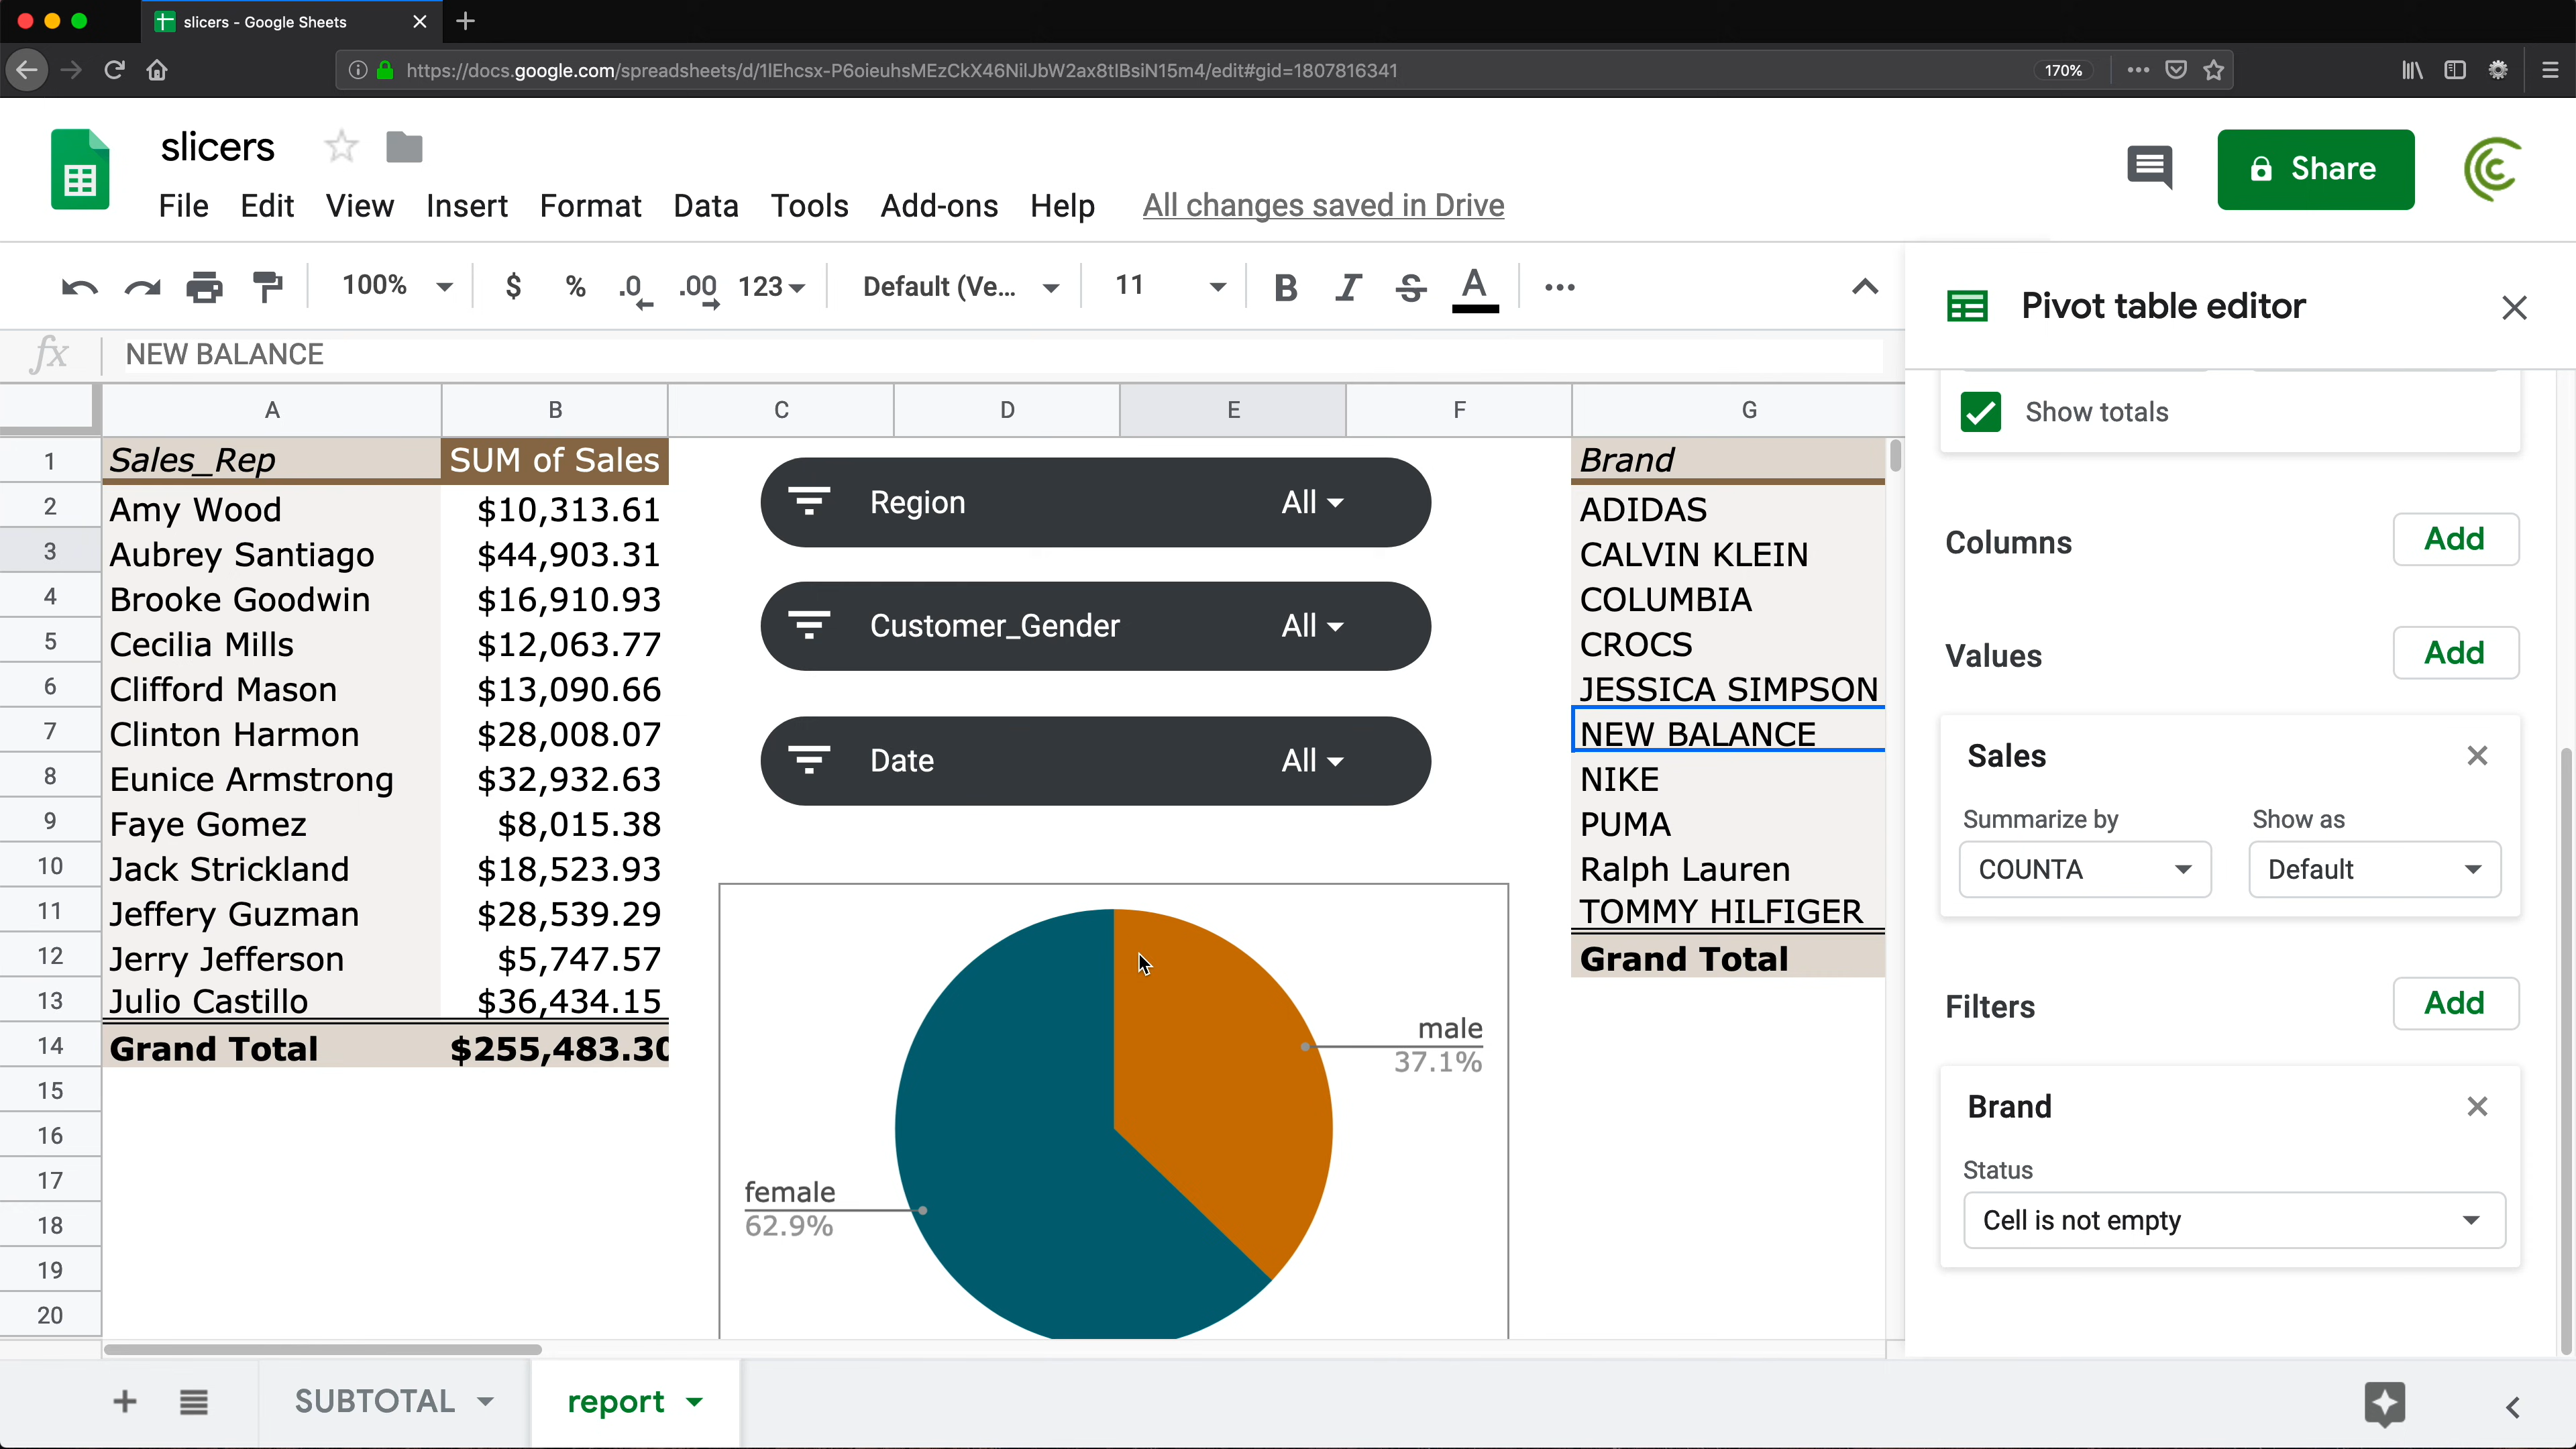 slicers - Google Sheets
https://docs.google.com/spreadsheets/d/1lEhcsx-P6oieuhsMEzCkX46NilJbW2ax8tlBsiN15m4/edit#gid=1807816341
170%
slicers
File Edit View Insert Format Data Tools Add-ons Help All changes saved in Drive
Share
100% $ % .0 .00 123 Default (Ve... 11 B I S A
Pivot table editor
fx NEW BALANCE
A B C D E F G
1 Sales_Rep SUM of Sales Brand
2 Amy Wood $10,313.61 ADIDAS
3 Aubrey Santiago $44,903.31 CALVIN KLEIN
4 Brooke Goodwin $16,910.93 COLUMBIA
5 Cecilia Mills $12,063.77 CROCS
6 Clifford Mason $13,090.66 JESSICA SIMPSON
7 Clinton Harmon $28,008.07 NEW BALANCE
8 Eunice Armstrong $32,932.63 NIKE
9 Faye Gomez $8,015.38 PUMA
10 Jack Strickland $18,523.93 Ralph Lauren
11 Jeffery Guzman $28,539.29 TOMMY HILFIGER
12 Jerry Jefferson $5,747.57 Grand Total
13 Julio Castillo $36,434.15
14 Grand Total $255,483.30
15
16
17
18
19
20
Region All
Customer_Gender All
Date All
male
37.1%
female
62.9%
Show totals
Columns Add
Values Add
Sales
Summarize by Show as
COUNTA Default
Filters Add
Brand
Status
Cell is not empty
SUBTOTAL report